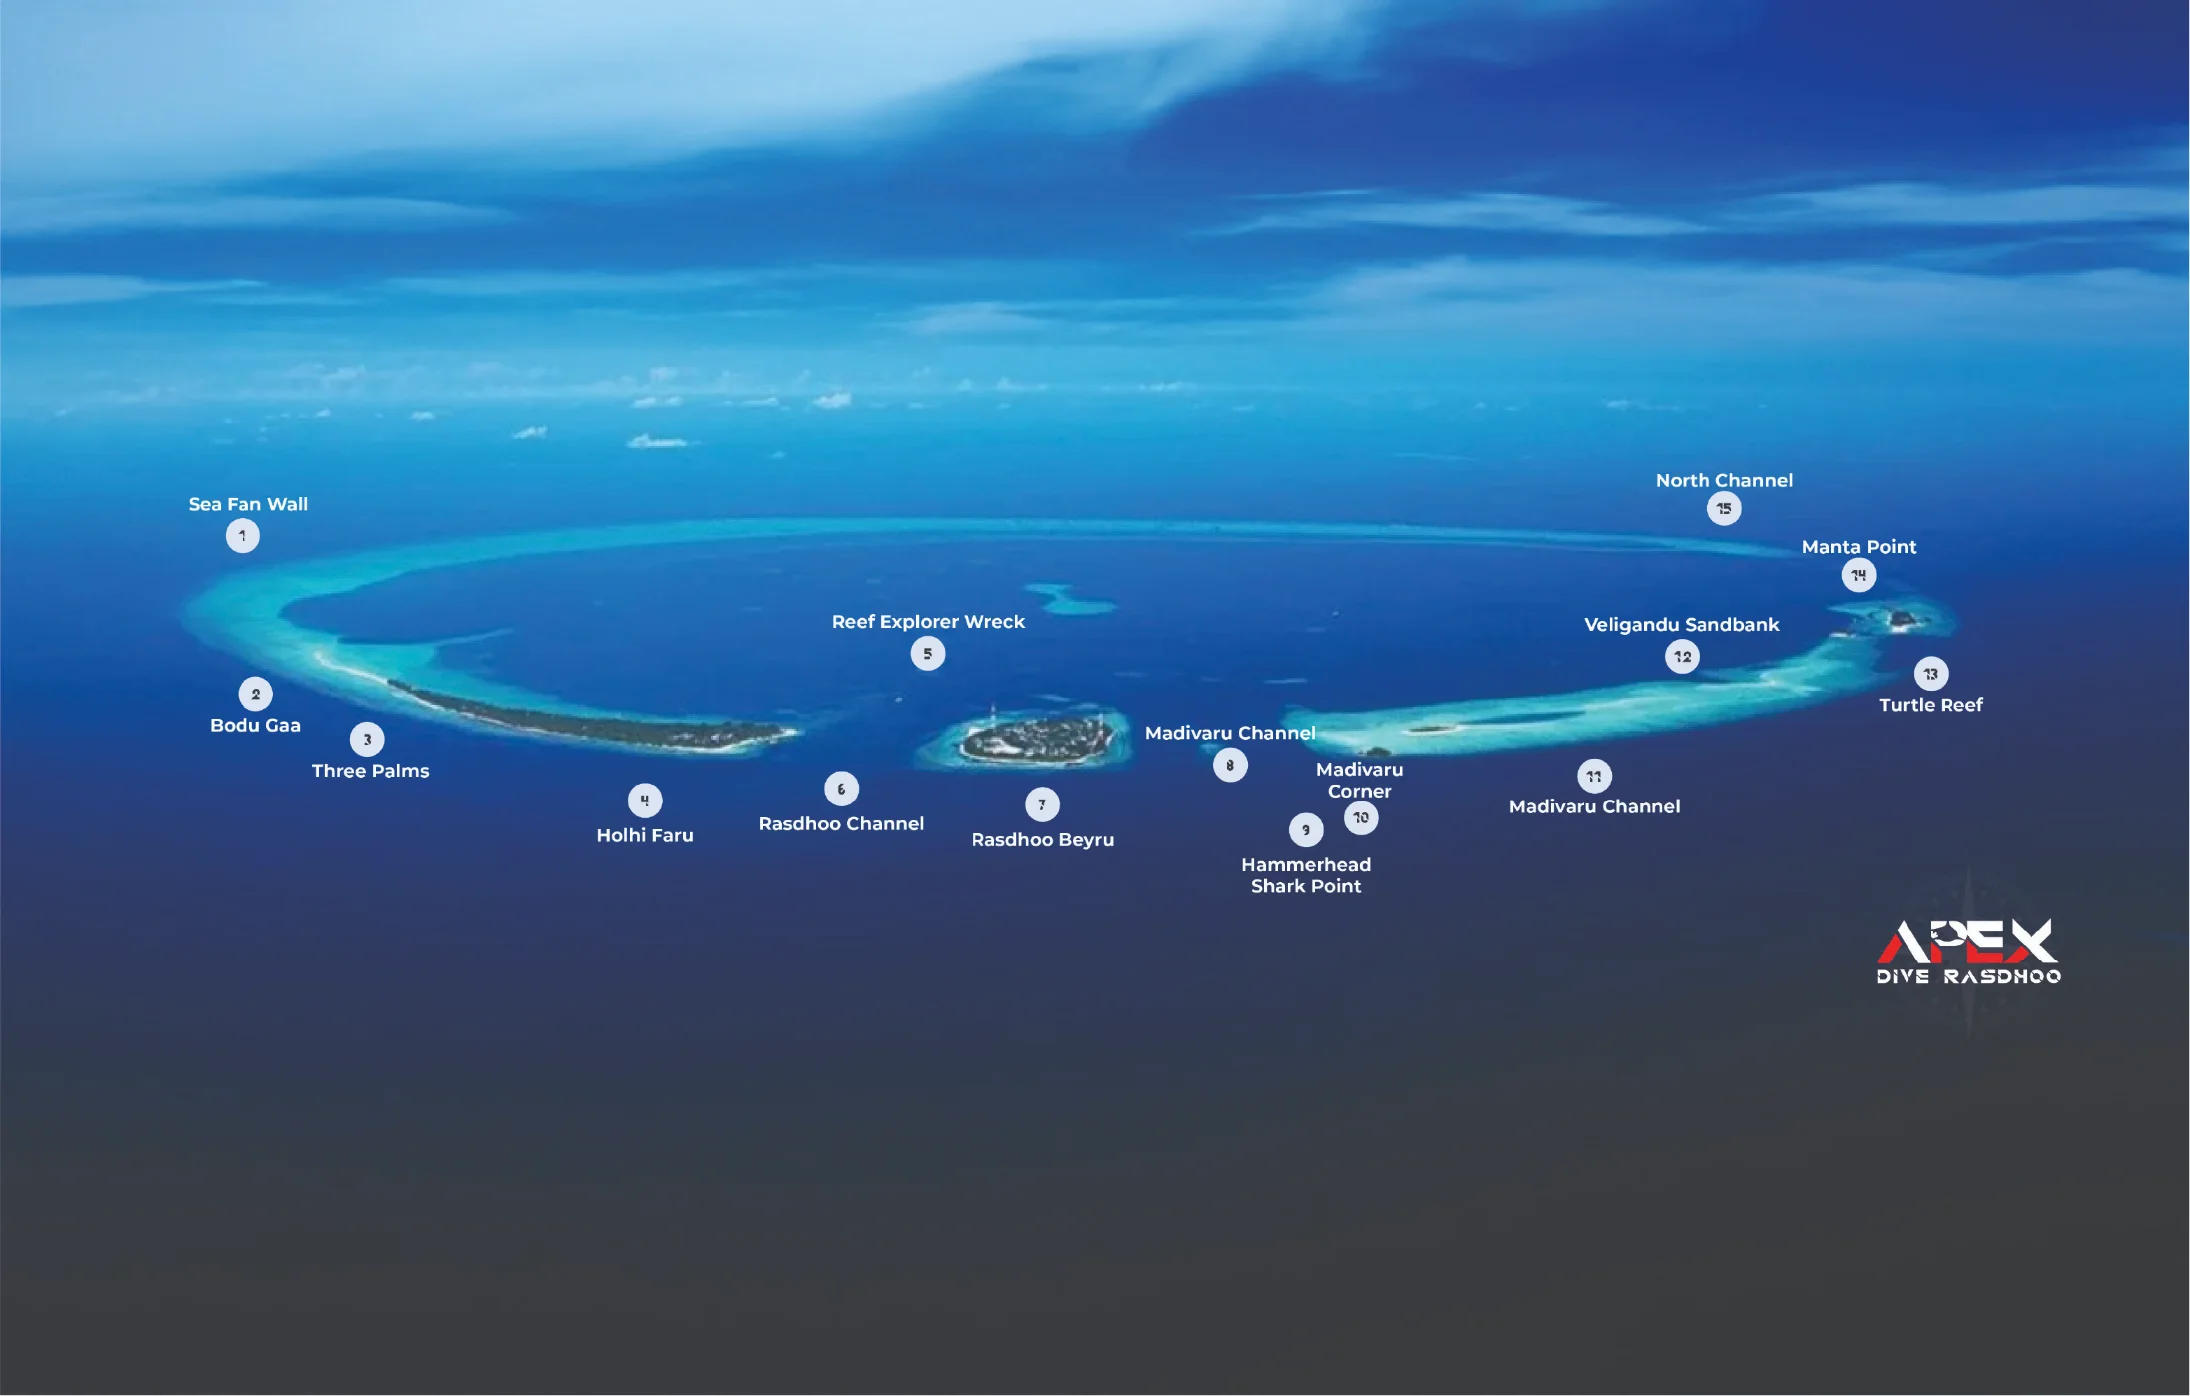 Sea Fan Wall
1
2
Bodu Gaa
3
Three Palms
4
Holhi Faru
Reef Explorer Wreck
5
6
Rasdhoo Channel
7
Rasdhoo Beyru
Madivaru Channel
8
9
Hammerhead
Shark Point
Madivaru
Corner
10
11
Madivaru Channel
Veligandu Sandbank
12
13
Turtle Reef
Manta Point
14
North Channel
15
APEX
DIVE RASDHOO